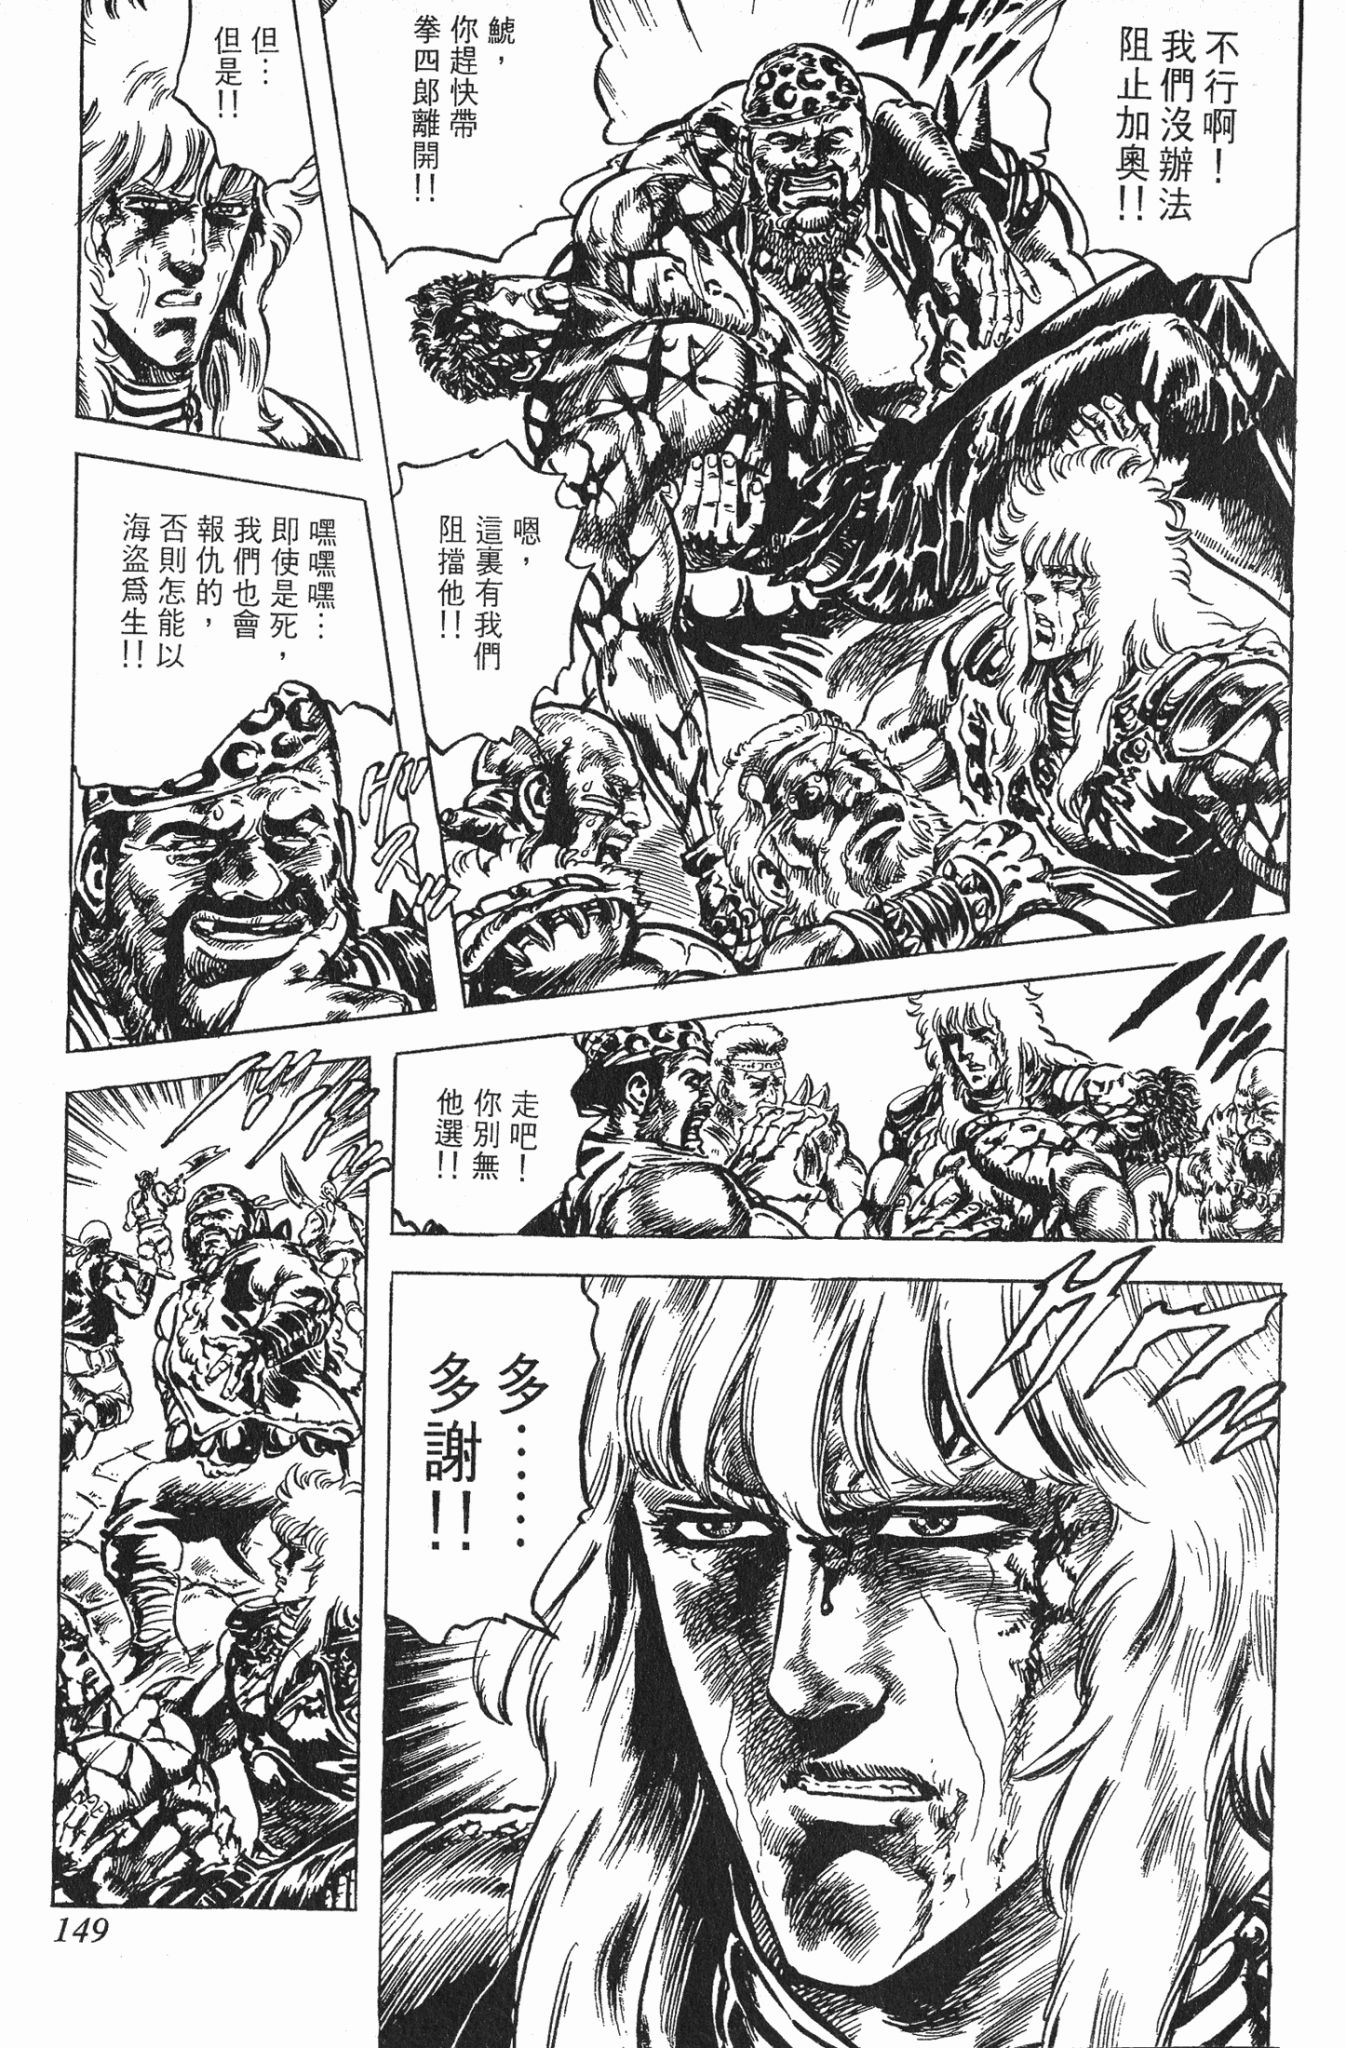 不行啊！
我們沒辦法
阻止加奧!!
鯱，
你趕快帶
拳四郎離開!!
但…
但是!!
嗯，
這裏有我們
阻擋他!!
嘿嘿嘿…
即使是死，
我們也會
報仇的，
否則怎能以
海盜爲生!!
走吧！
你別無
他選!!
多………
多謝!!
149